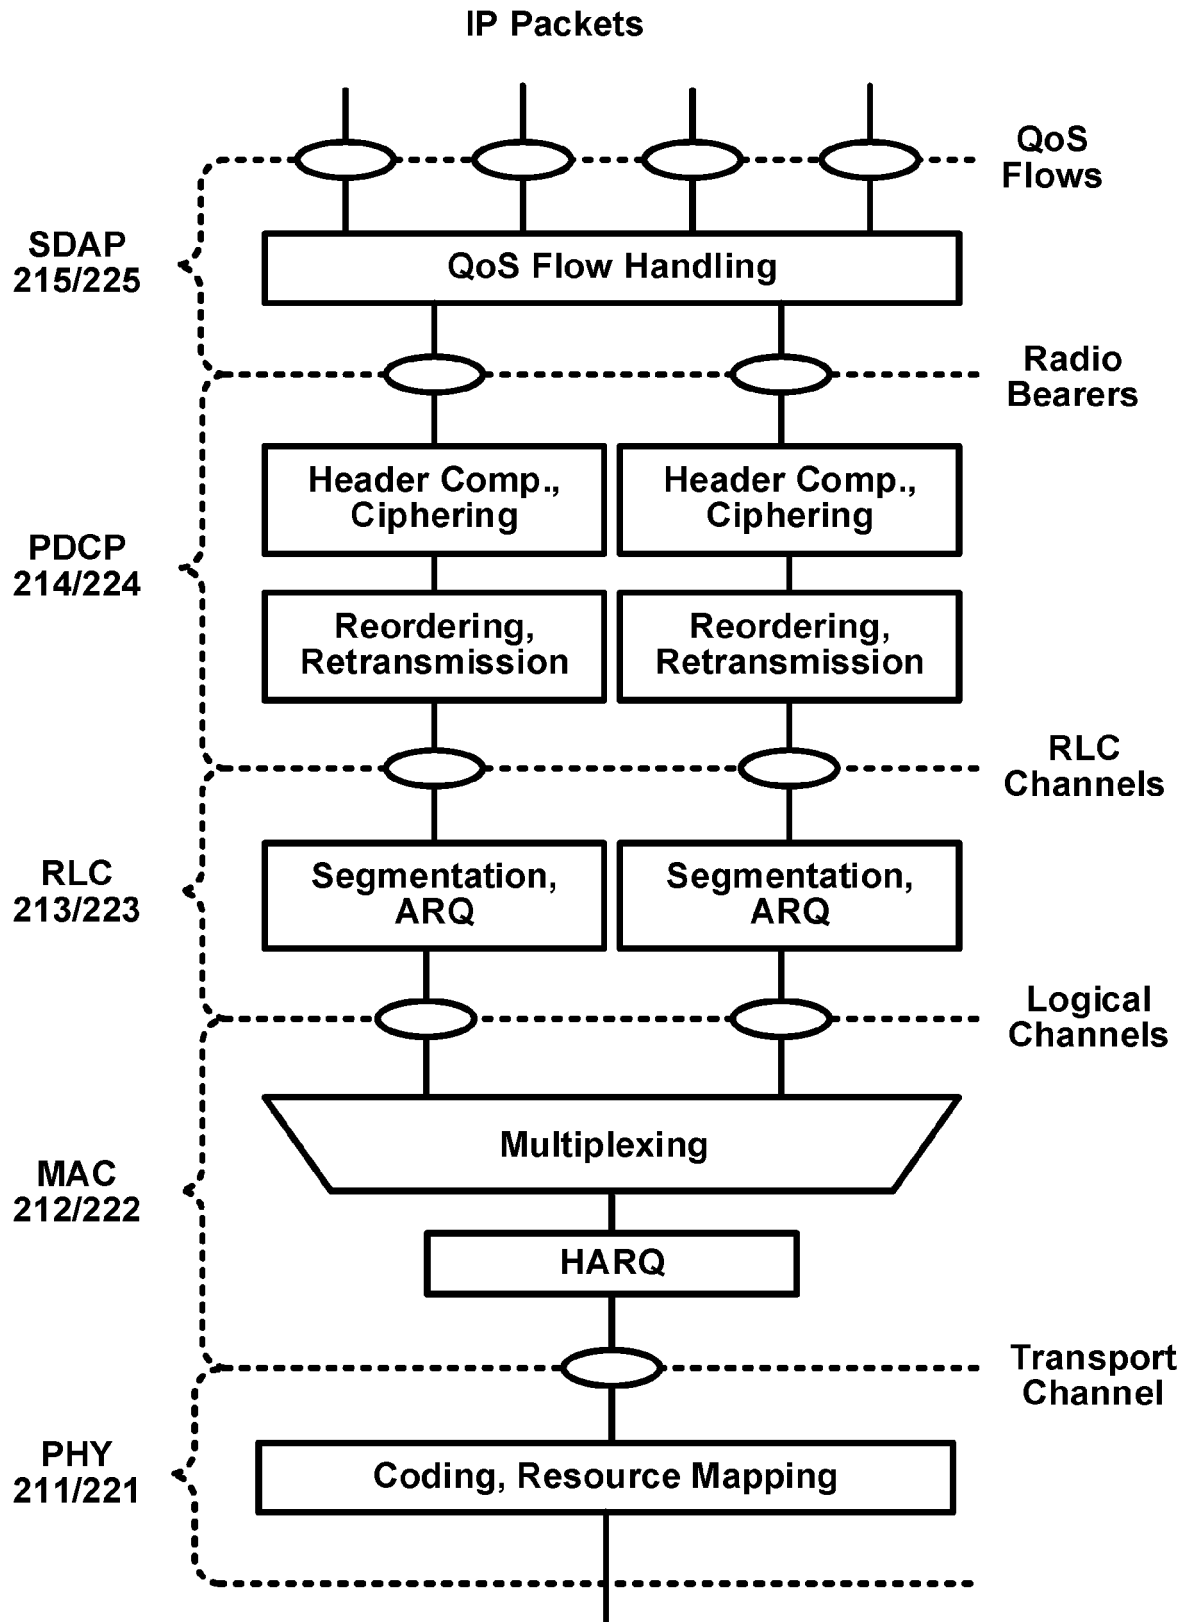 IP Packets
QoS
Flows
SDAP
215/225
QoS Flow Handling
Radio
Bearers
Header Comp.,
Ciphering
Header Comp.,
Ciphering
PDCP
214/224
Reordering,
Retransmission
Reordering,
Retransmission
RLC
Channels
RLC
213/223
Segmentation,
ARQ
Segmentation,
ARQ
Logical
Channels
Multiplexing
MAC
212/222
HARQ
Transport
Channel
PHY
211/221
Coding, Resource Mapping